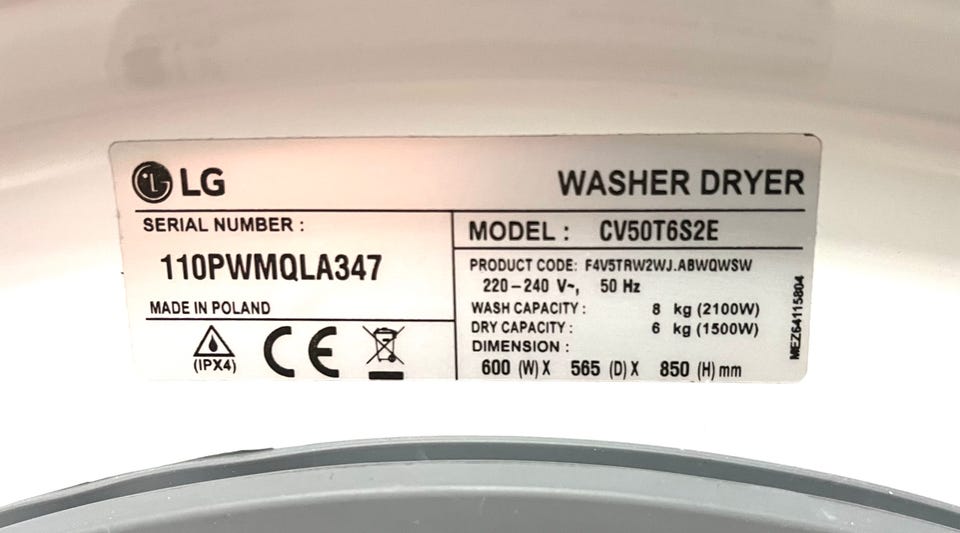 LG
WASHER DRYER
SERIAL NUMBER :
110PWMQLA347
MADE IN POLAND
(IPX4)
CE
MODEL : CV50T6S2E
PRODUCT CODE: F4V5TRW2WJ.ABWQWSW
220-240 V~, 50 Hz
WASH CAPACITY : 8 kg (2100W)
DRY CAPACITY : 6 kg (1500W)
DIMENSION :
600 (W) X 565 (D) X 850 (H) mm
MEZ64115804